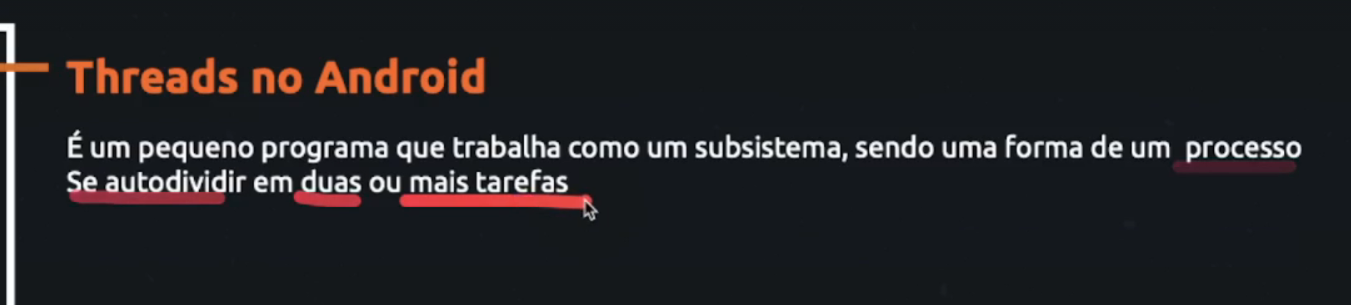 Threads no Android
É um pequeno programa que trabalha como um subsistema, sendo uma forma de um processo
Se autodividir em duas ou mais tarefas